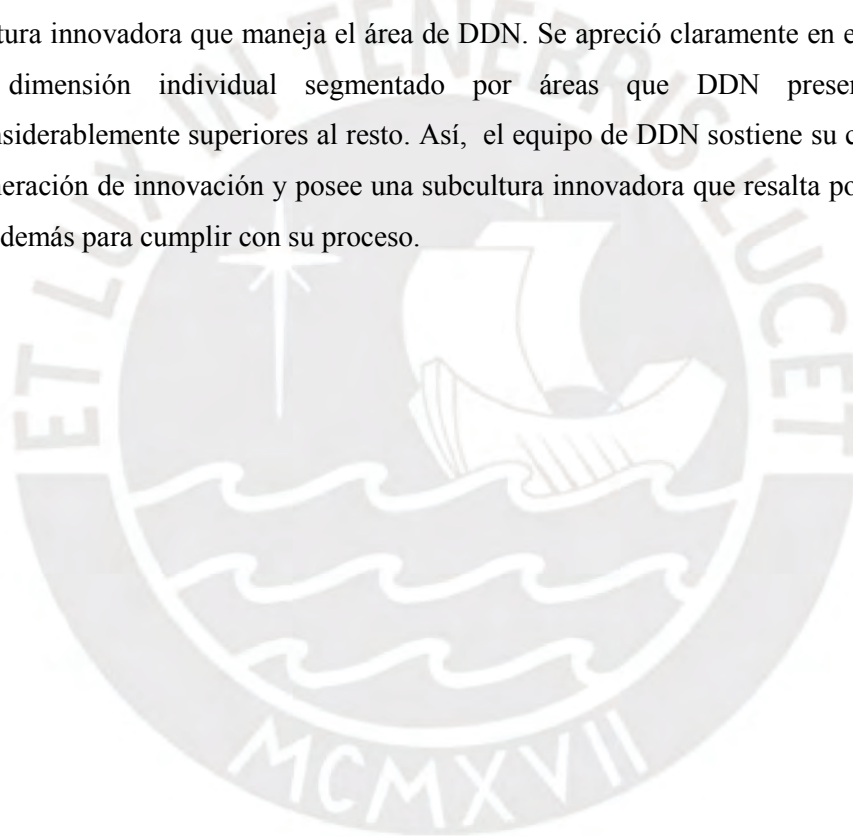 tura innovadora que maneja el área de DDN. Se apreció claramente en e
dimensión individual segmentado por áreas que DDN prese
nsiderablemente superiores al resto. Así, el equipo de DDN sostiene su c
neración de innovación y posee una subcultura innovadora que resalta po
demás para cumplir con su proceso.
ET LUX IN TENEBRIS LUCET
MCMXVII